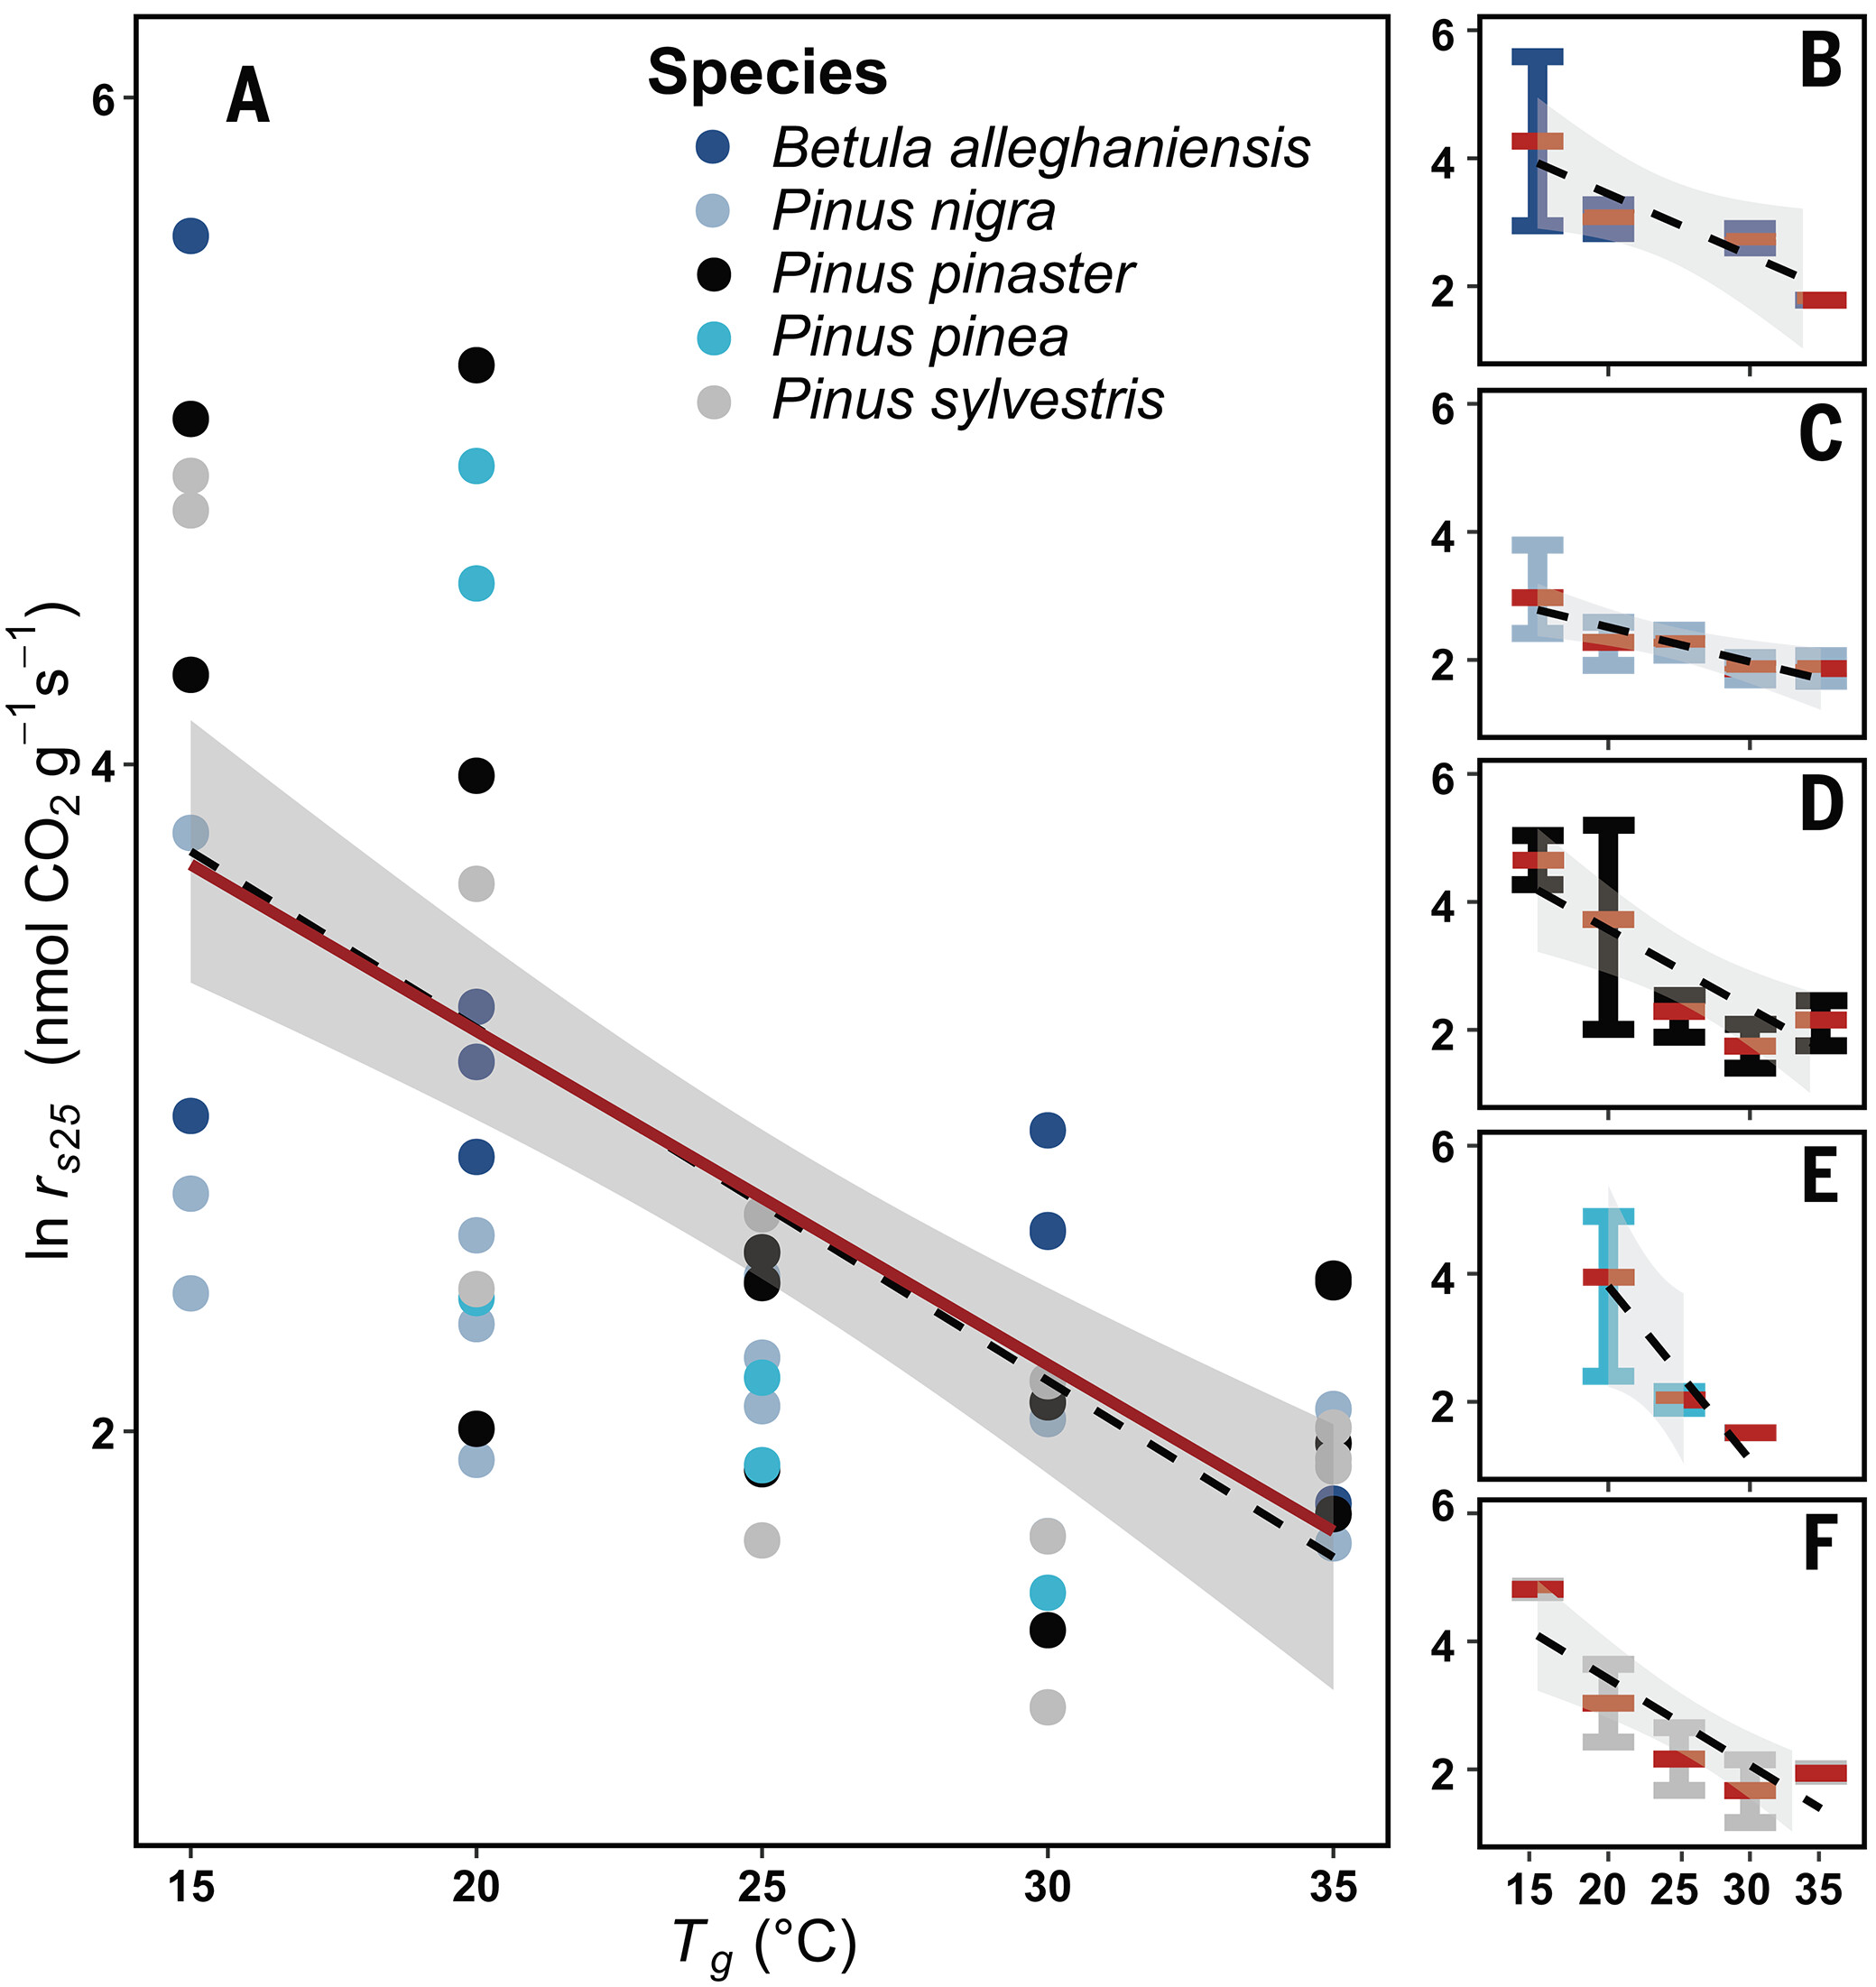 A
Species
Betula alleghaniensis
Pinus nigra
Pinus pinaster
Pinus pinea
Pinus sylvestris
6
4
2
ln r_s25 (nmol CO₂ g⁻¹s⁻¹)
15 20 25 30 35
T_g (°C)
B
6
4
2
C
6
4
2
D
6
4
2
E
6
4
2
F
6
4
2
15 20 25 30 35